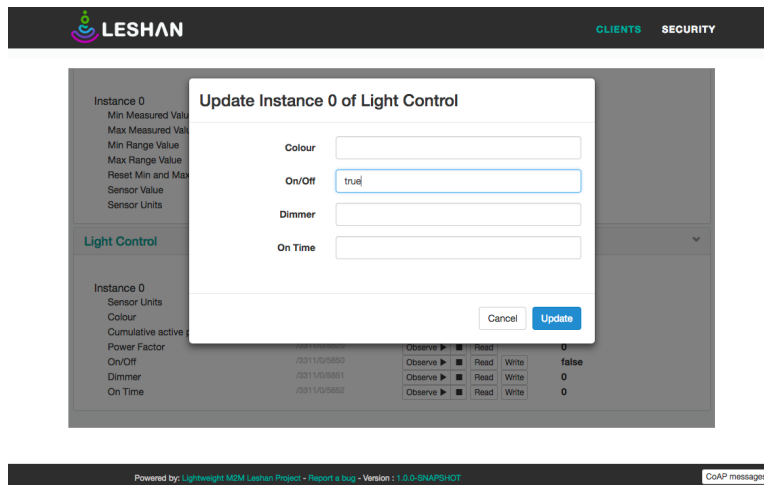 LESHΛN
CLIENTS SECURITY
Update Instance 0 of Light Control
Colour
On/Off true
Dimmer
On Time
Cancel Update
Instance 0
Min Measured Valu
Max Measured Valu
Min Range Value
Max Range Value
Reset Min and Max
Sensor Value
Sensor Units
Light Control
Instance 0
Sensor Units
Colour
Cumulative active p
Power Factor Observe Read 0
On/Off /3311/0/5850 Observe Read Write false
Dimmer /3311/0/5851 Observe Read Write 0
On Time /3311/0/5852 Observe Read Write 0
Powered by: Lightweight M2M Leshan Project - Report a bug - Version : 1.0.0-SNAPSHOT
CoAP messages